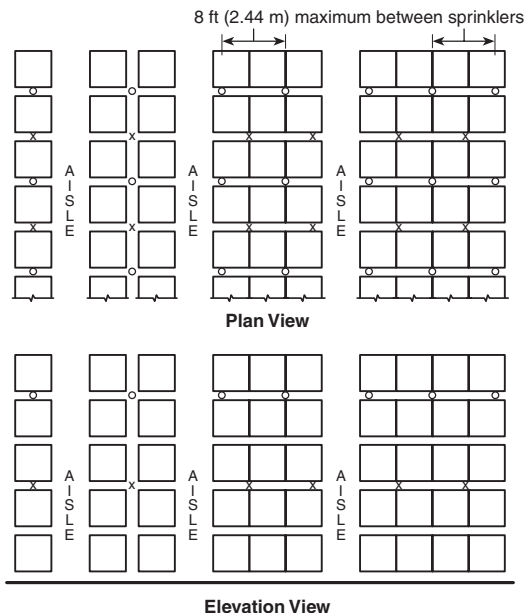 8 ft (2.44 m) maximum between sprinklers
AISLE
AISLE
AISLE
Plan View
AISLE
AISLE
AISLE
Elevation View